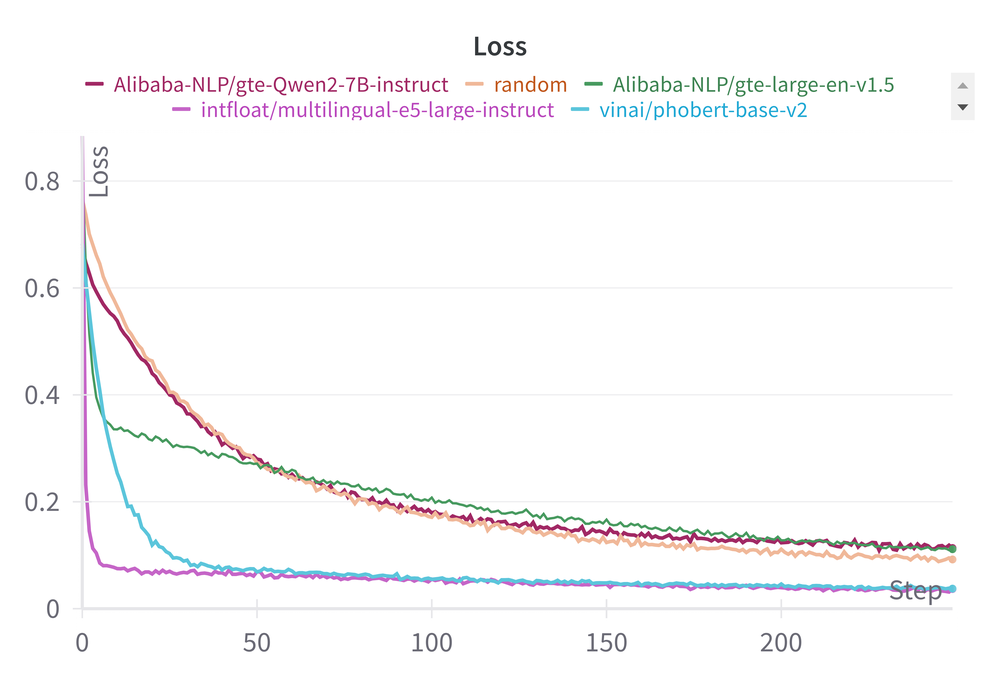 Loss
Alibaba-NLP/gte-Qwen2-7B-instruct random Alibaba-NLP/gte-large-en-v1.5
intfloat/multilingual-e5-large-instruct vinai/phobert-base-v2
Loss
0.8
0.6
0.4
0.2
0
Step
0 50 100 150 200